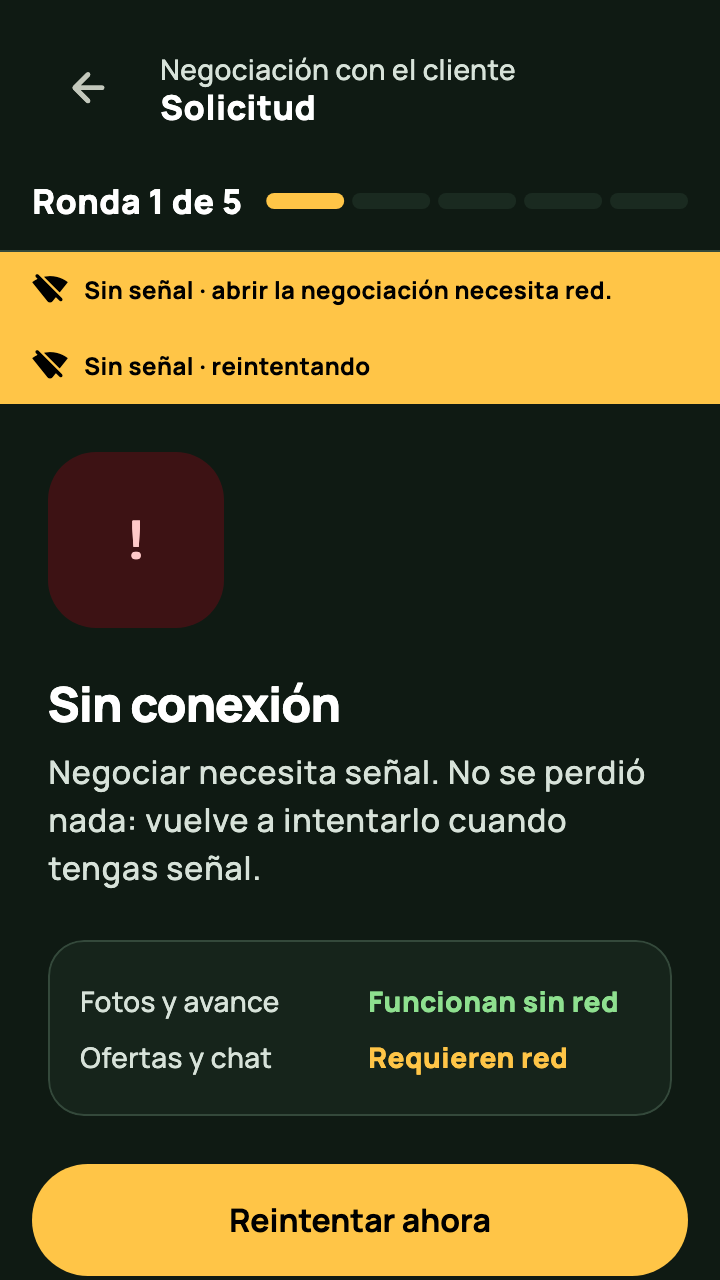 Negociación con el cliente
Solicitud
Ronda 1 de 5
Sin señal · abrir la negociación necesita red.
Sin señal · reintentando
!
Sin conexión
Negociar necesita señal. No se perdió
nada: vuelve a intentarlo cuando
tengas señal.
Fotos y avance Funcionan sin red
Ofertas y chat Requieren red
Reintentar ahora